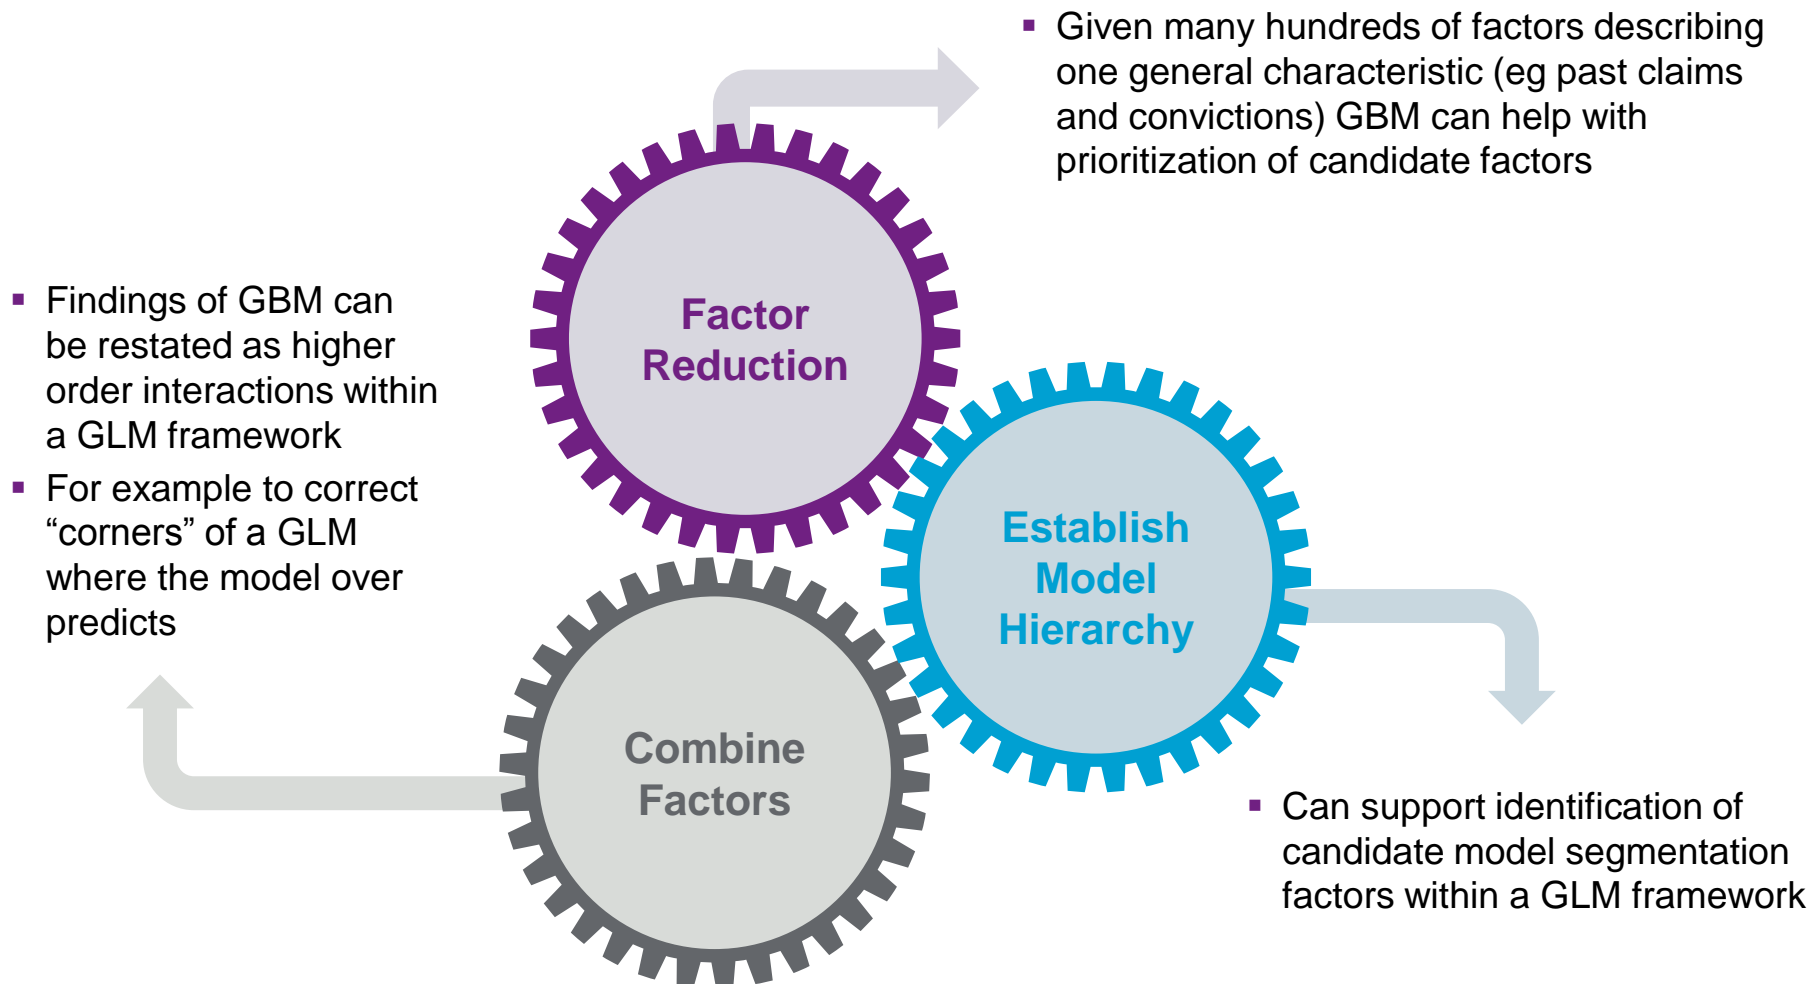 ▪ Given many hundreds of factors describing
one general characteristic (eg past claims
and convictions) GBM can help with
prioritization of candidate factors
Factor
Reduction
▪ Findings of GBM can
be restated as higher
order interactions within
a GLM framework
▪ For example to correct
“corners” of a GLM
where the model over
predicts
Establish
Model
Hierarchy
Combine
Factors
▪ Can support identification of
candidate model segmentation
factors within a GLM framework